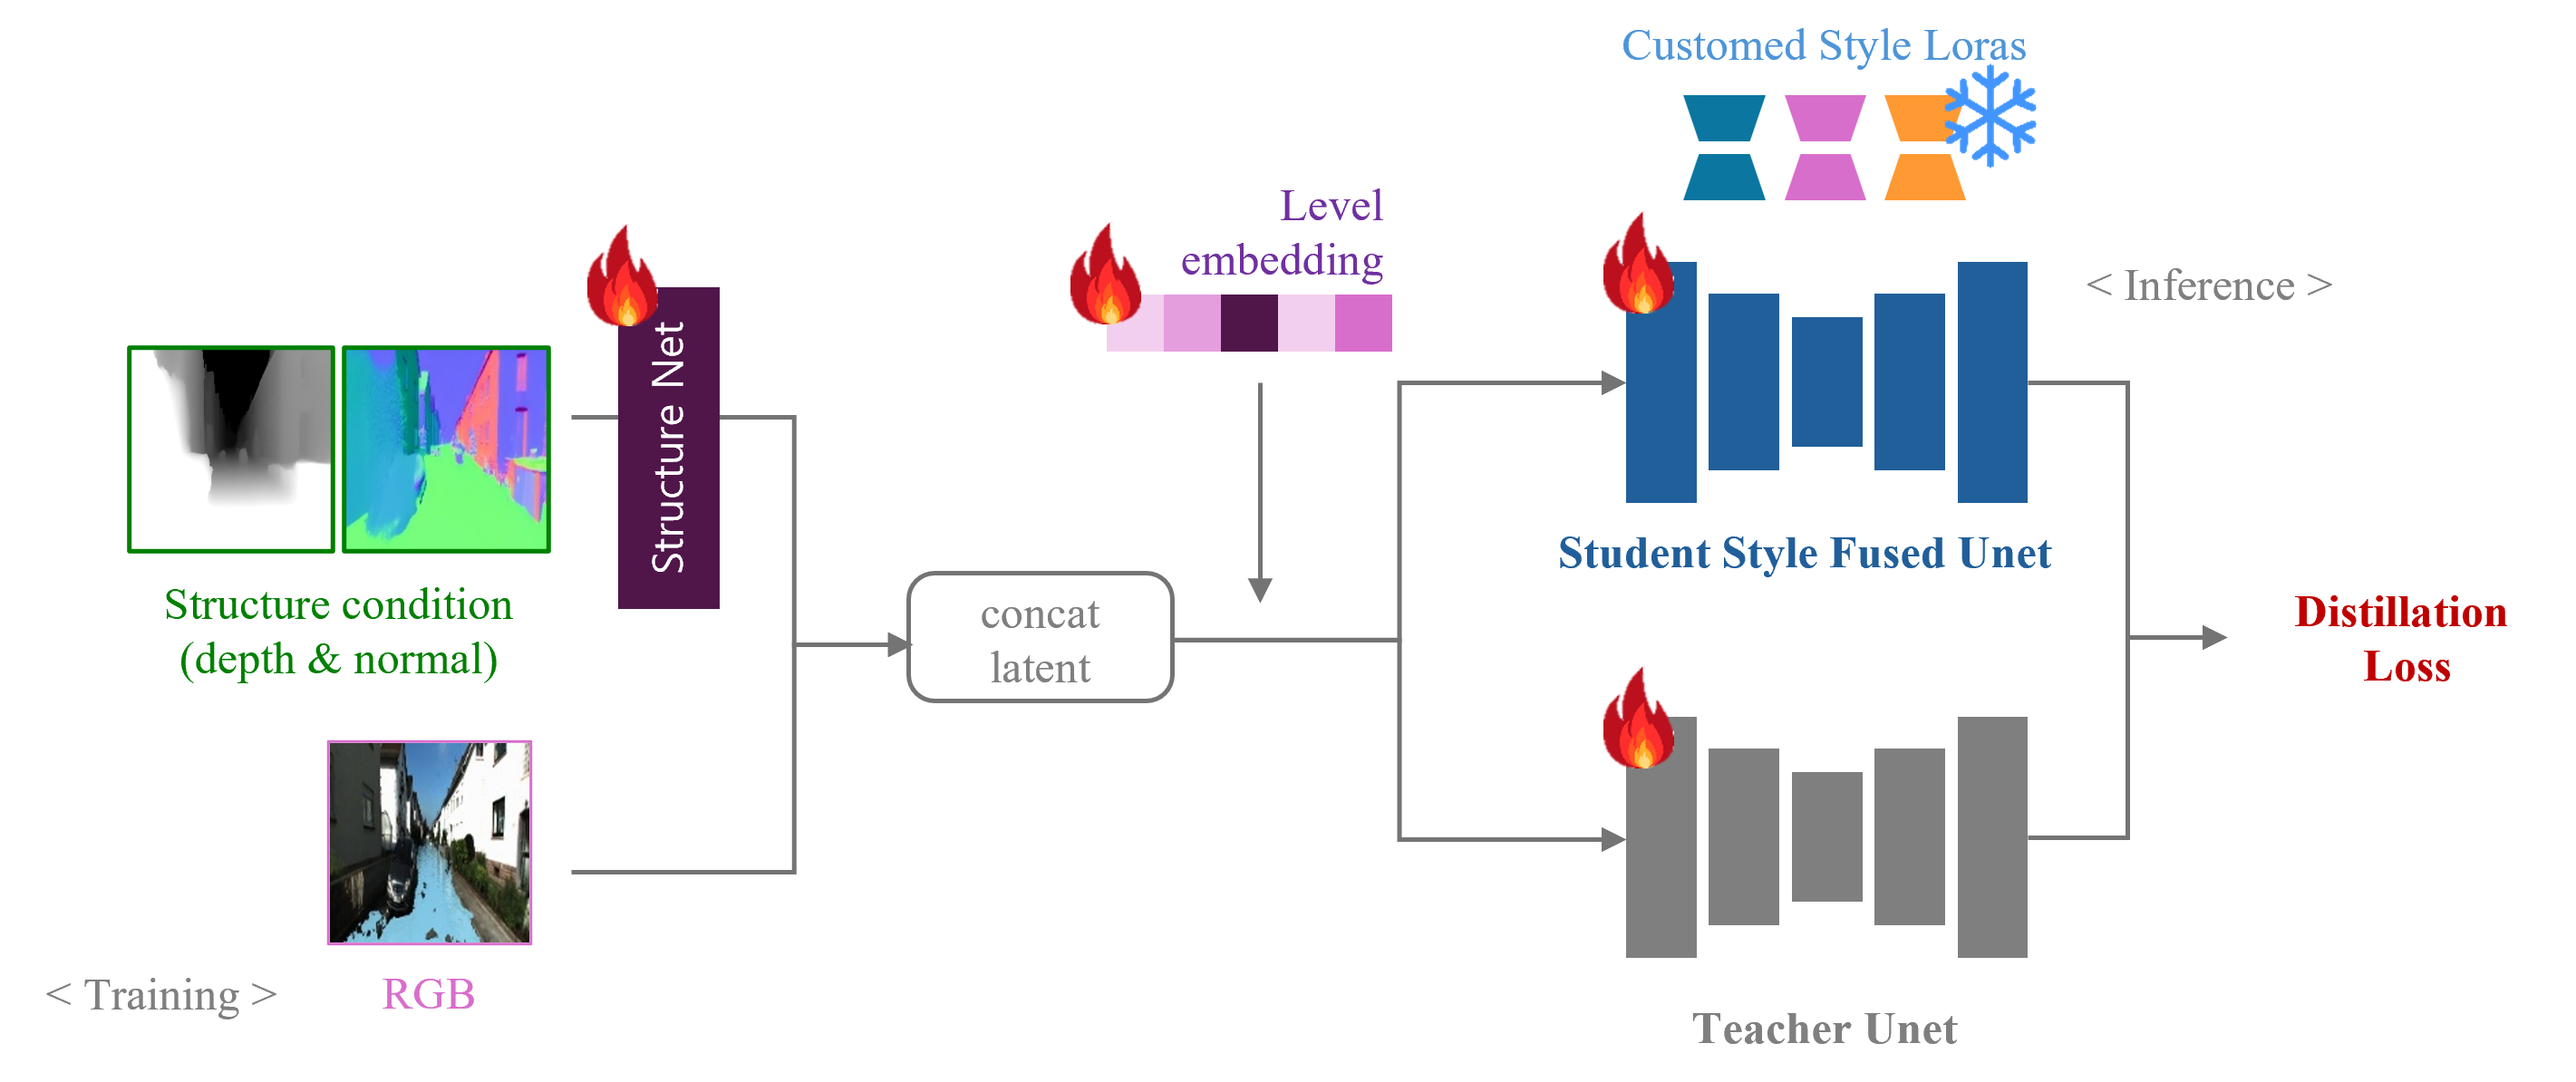 Customed Style Loras
Level
embedding
< Inference >
Structure Net
Structure condition
(depth & normal)
concat
latent
Student Style Fused Unet
Distillation
Loss
< Training >
RGB
Teacher Unet